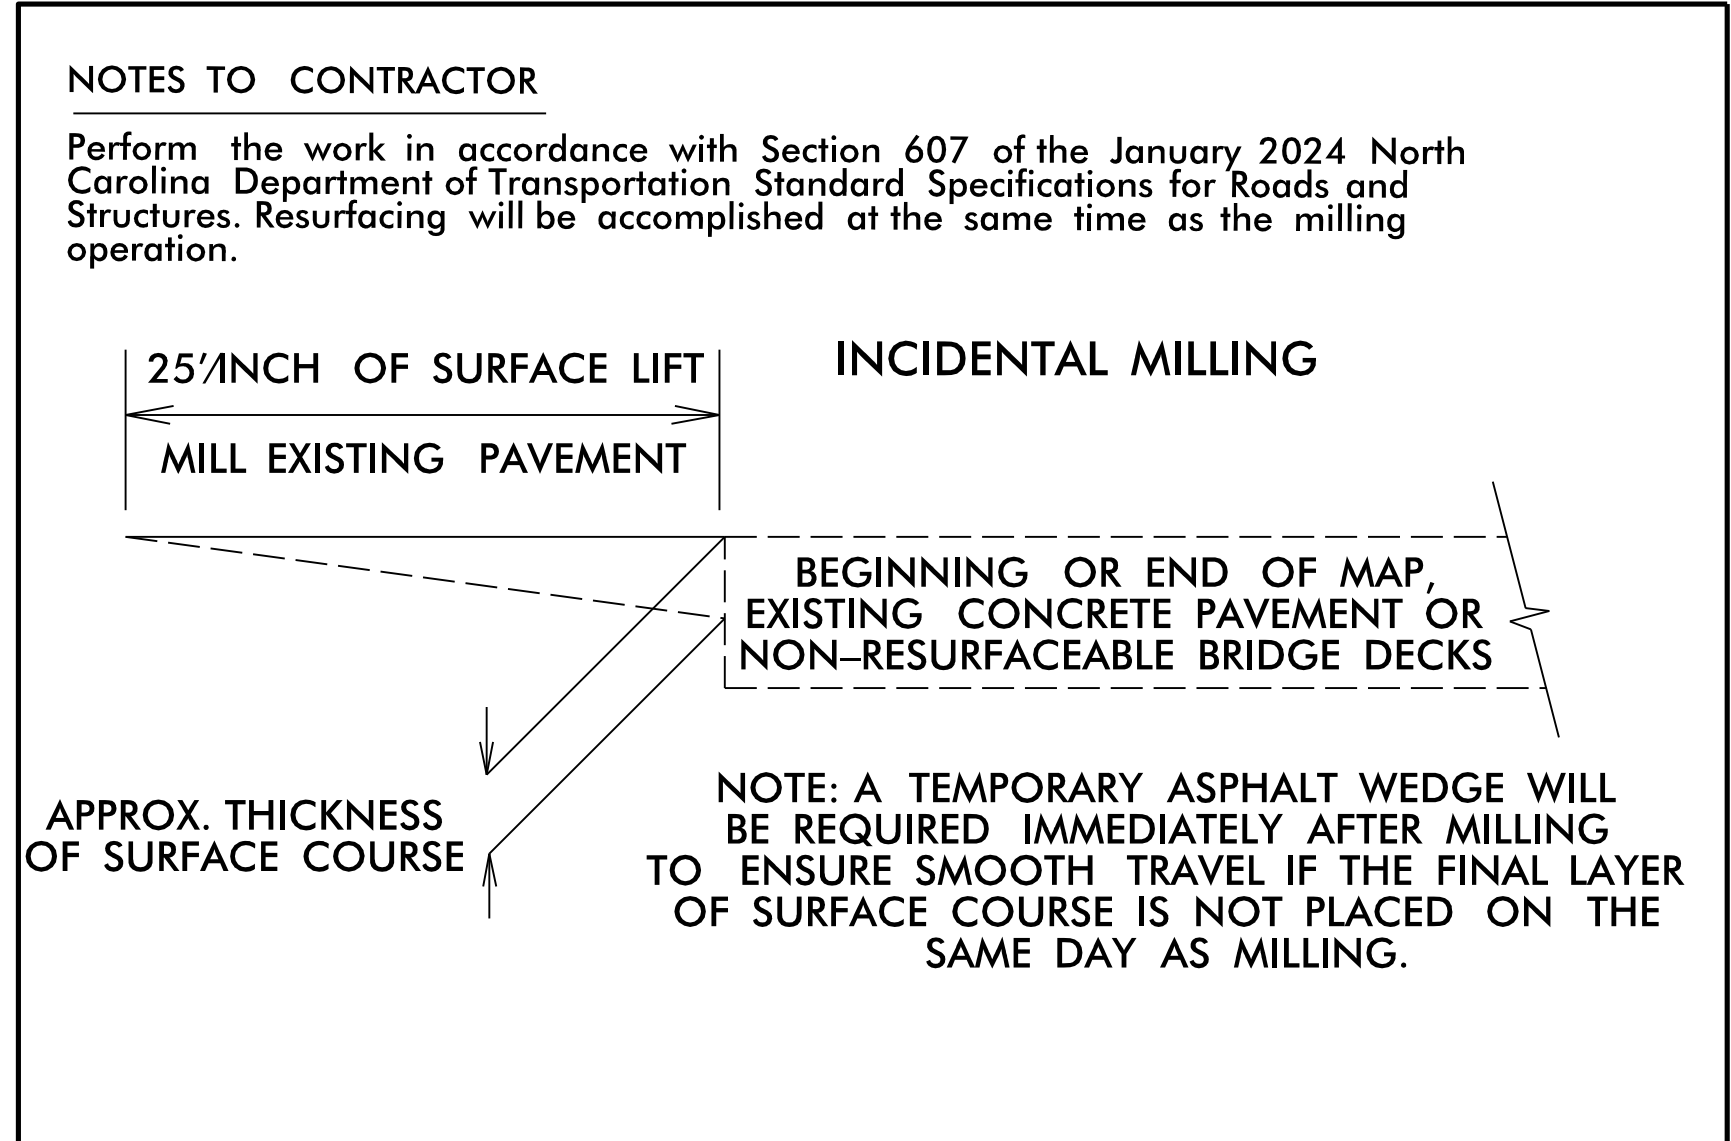 NOTES TO CONTRACTOR
Perform the work in accordance with Section 607 of the January 2024 North
Carolina Department of Transportation Standard Specifications for Roads and
Structures. Resurfacing will be accomplished at the same time as the milling
operation.
25'/INCH OF SURFACE LIFT
INCIDENTAL MILLING
MILL EXISTING PAVEMENT
BEGINNING OR END OF MAP,
EXISTING CONCRETE PAVEMENT OR
NON–RESURFACEABLE BRIDGE DECKS
APPROX. THICKNESS
OF SURFACE COURSE
NOTE: A TEMPORARY ASPHALT WEDGE WILL
BE REQUIRED IMMEDIATELY AFTER MILLING
TO ENSURE SMOOTH TRAVEL IF THE FINAL LAYER
OF SURFACE COURSE IS NOT PLACED ON THE
SAME DAY AS MILLING.